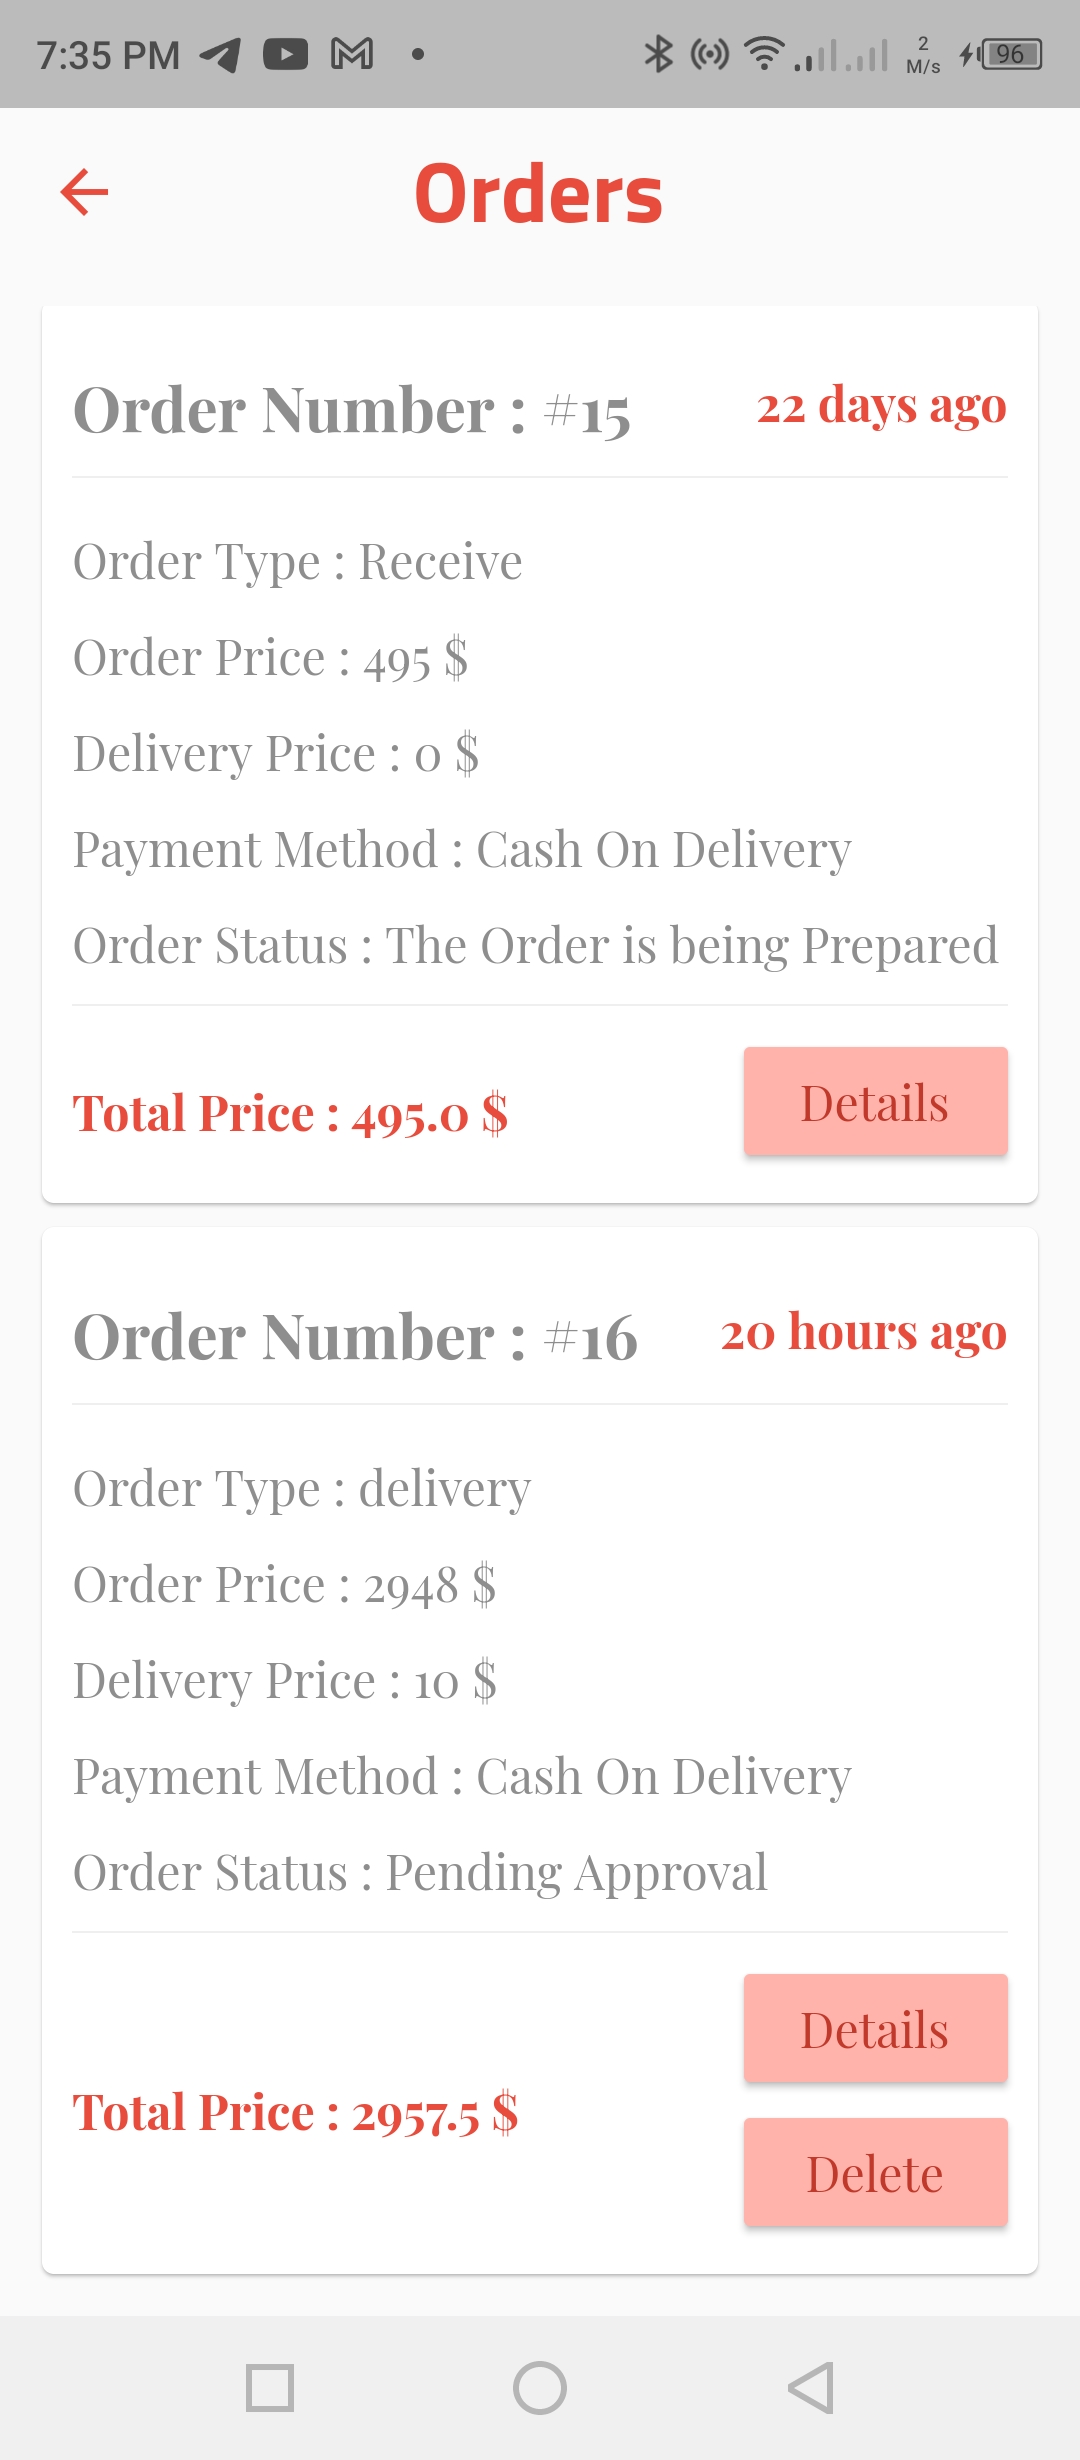 7:35 PM
2
M/s
96
Orders
Order Number : #15
22 days ago
Order Type : Receive
Order Price : 495 $
Delivery Price : 0 $
Payment Method : Cash On Delivery
Order Status : The Order is being Prepared
Total Price : 495.0 $
Details
Order Number : #16
20 hours ago
Order Type : delivery
Order Price : 2948 $
Delivery Price : 10 $
Payment Method : Cash On Delivery
Order Status : Pending Approval
Details
Total Price : 2957.5 $
Delete